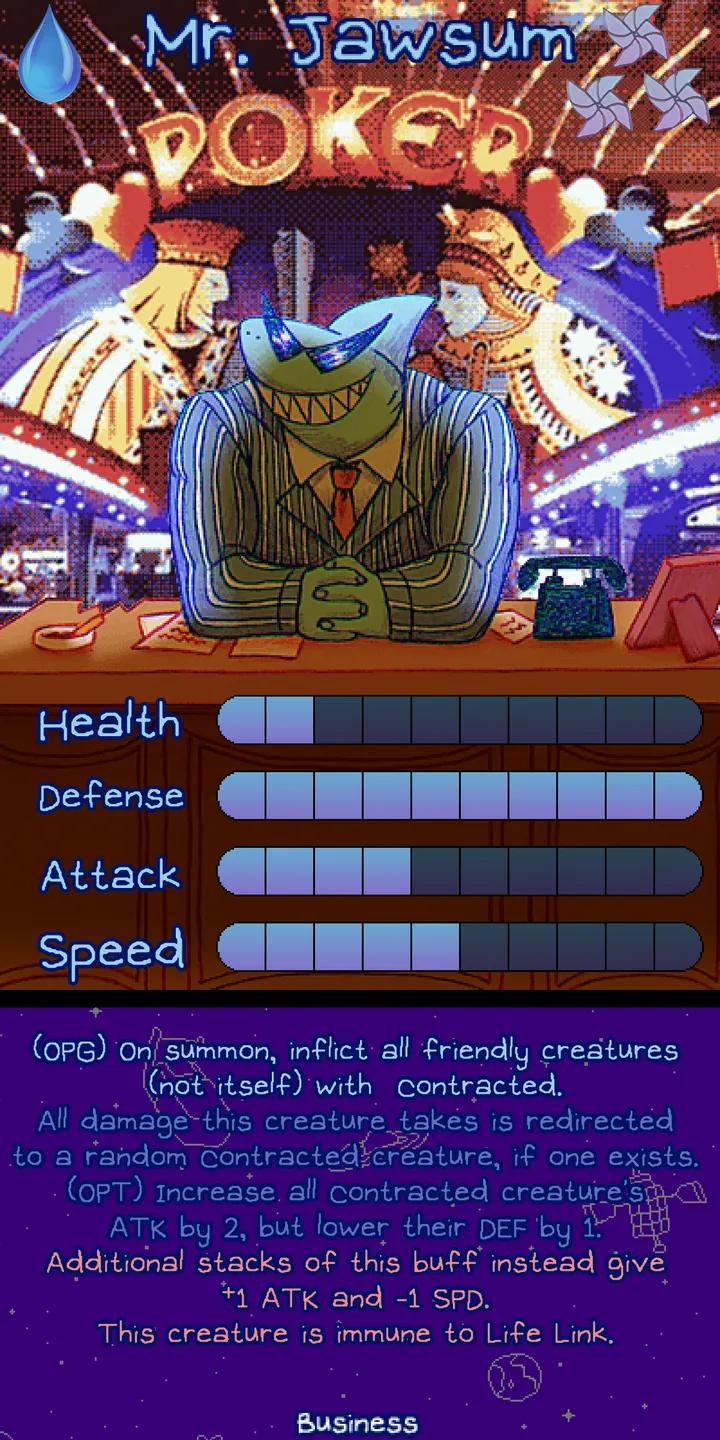 Mr. Jawsum
POKER
Health
Defense
Attack
Speed
(OPG) On summon, inflict all friendly creatures
(not itself) with Contracted.
All damage this creature takes is redirected
to a random Contracted creature, if one exists.
(OPT) Increase all Contracted creature's
ATK by 2, but lower their DEF by 1.
Additional stacks of this buff instead give
+1 ATK and -1 SPD.
This creature is immune to Life Link.
Business